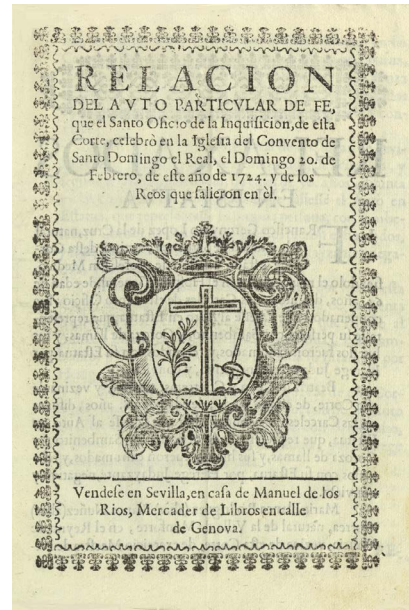 RELACION
DEL AVTO PARTICVLAR DE FE,
que el Santo Oficio de la Inquisicion, de esta
Corte, celebrò en la Iglesia del Convento de
Santo Domingo el Real, el Domingo 20. de
Febrero, de este año de 1724. y de los
Reos que salieron en èl.
Vendese en Sevilla, en casa de Manuel de los
Rios, Mercader de Libros en calle
de Genova.